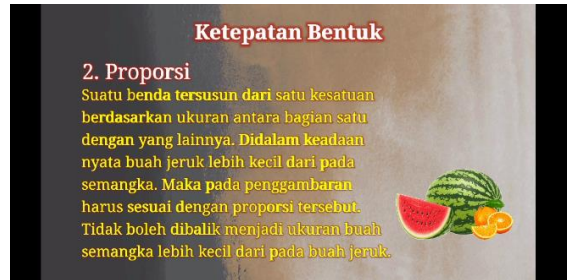 Ketepatan Bentuk
2. Proporsi
Suatu benda tersusun dari satu kesatuan
berdasarkan ukuran antara bagian satu
dengan yang lainnya. Didalam keadaan
nyata buah jeruk lebih kecil dari pada
semangka. Maka pada penggambaran
harus sesuai dengan proporsi tersebut.
Tidak boleh dibalik menjadi ukuran buah
semangka lebih kecil dari pada buah jeruk.